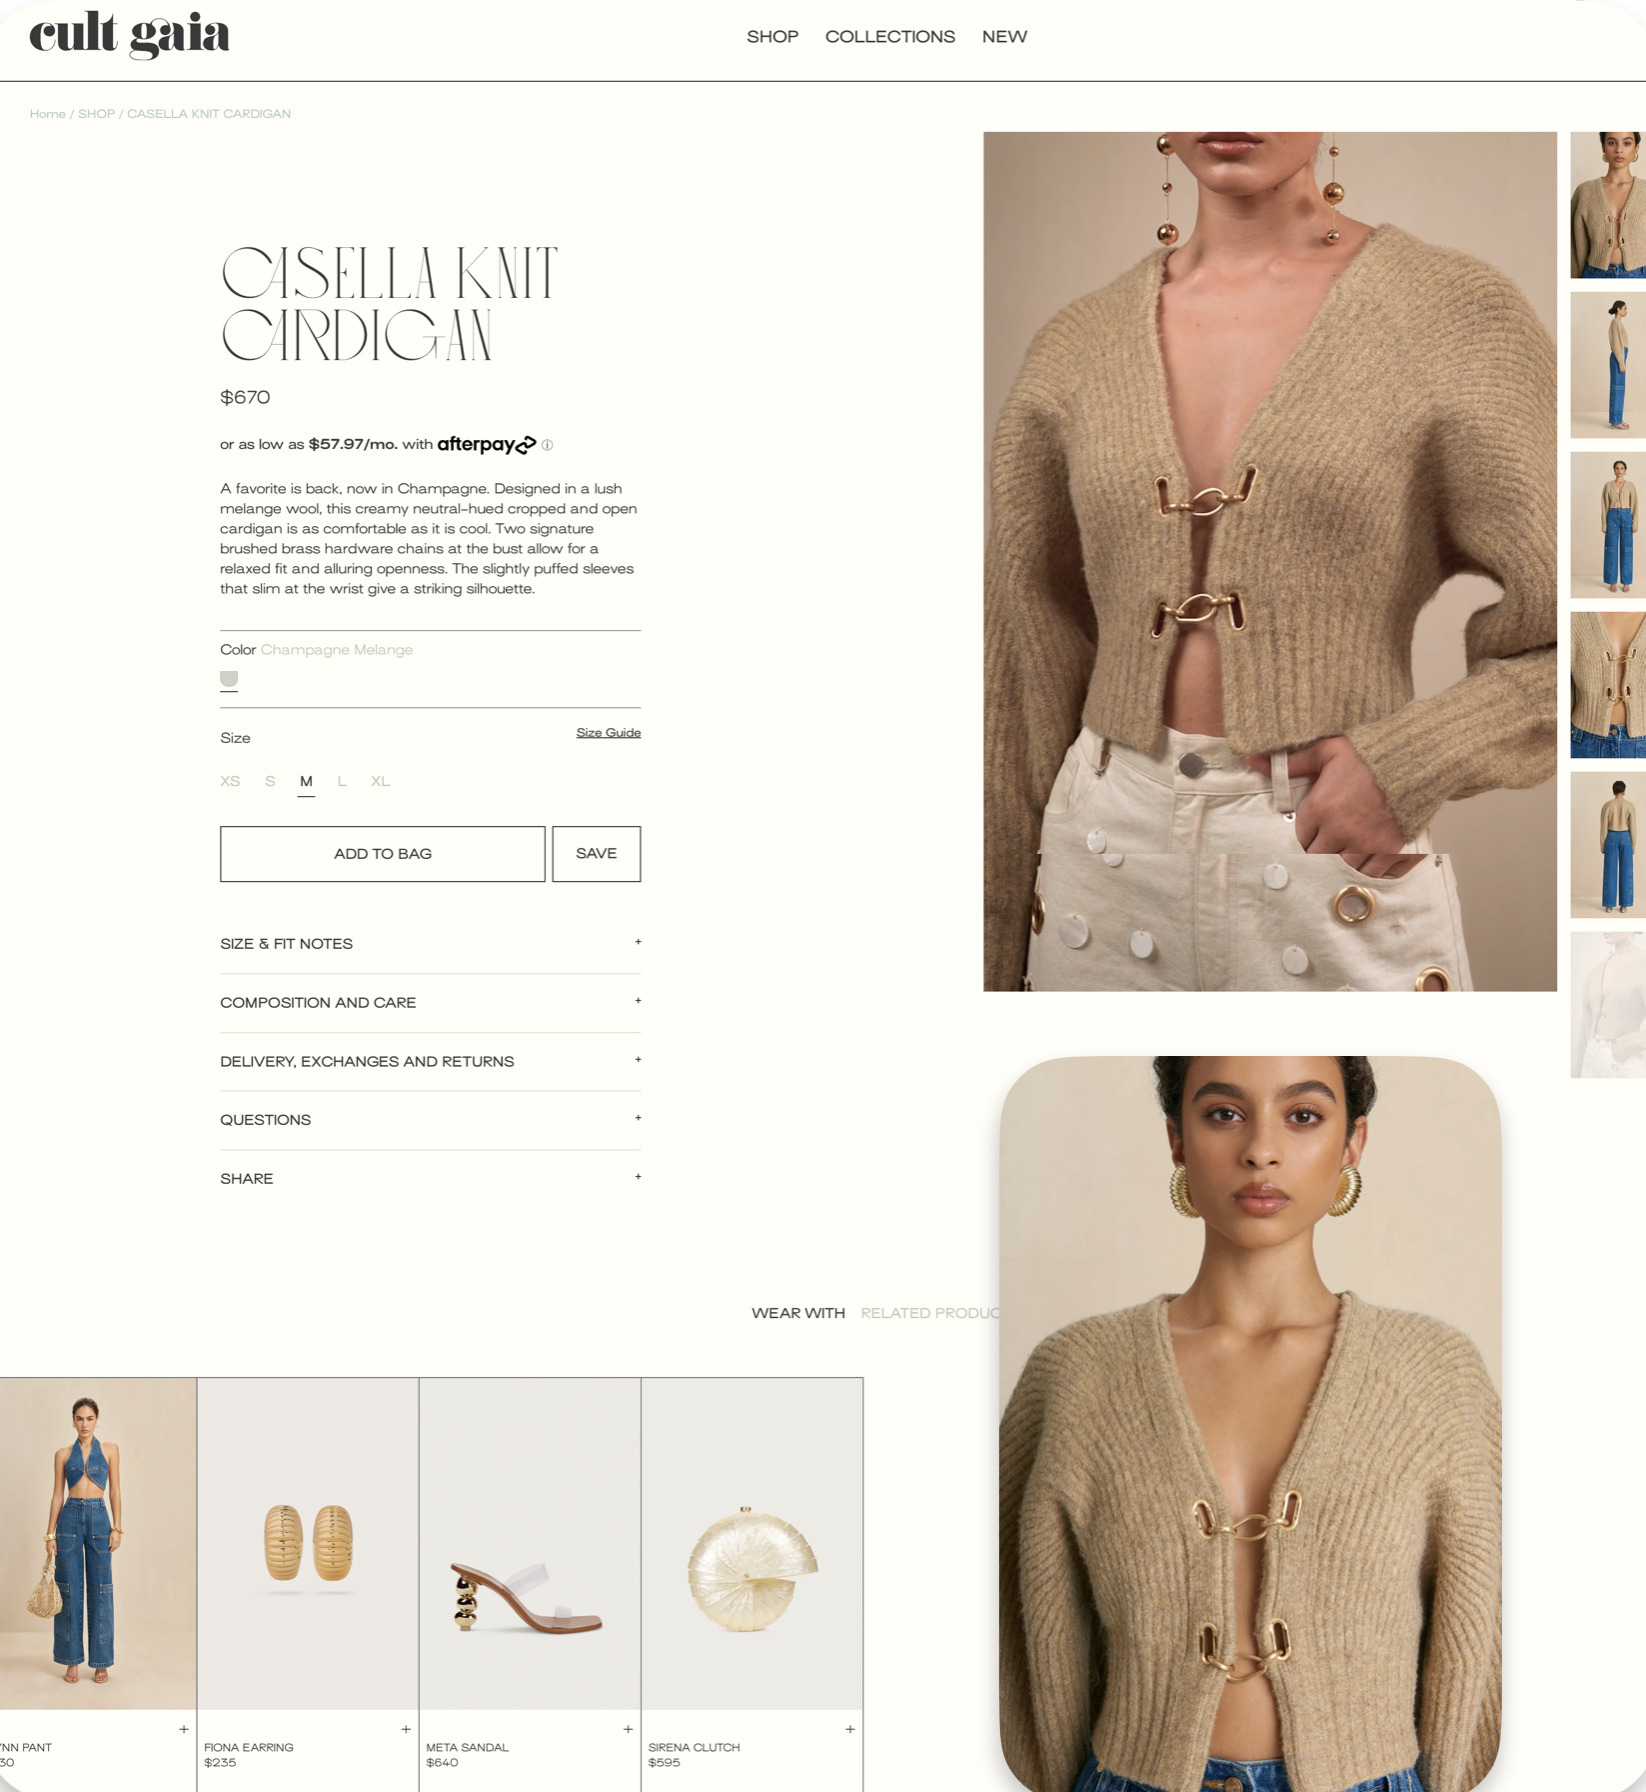 cult gaia
SHOP COLLECTIONS NEW
Home / SHOP / CASELLA KNIT CARDIGAN
CASELLA KNIT
CARDIGAN
$670
or as low as $57.97/mo. with afterpay ⓘ
A favorite is back, now in Champagne. Designed in a lush
melange wool, this creamy neutral-hued cropped and open
cardigan is as comfortable as it is cool. Two signature
brushed brass hardware chains at the bust allow for a
relaxed fit and alluring openness. The slightly puffed sleeves
that slim at the wrist give a striking silhouette.
Color Champagne Melange
Size
Size Guide
XS S M L XL
ADD TO BAG
SAVE
SIZE & FIT NOTES +
COMPOSITION AND CARE +
DELIVERY, EXCHANGES AND RETURNS +
QUESTIONS +
SHARE +
WEAR WITH RELATED
+ + + +
PANT
FIONA EARRING
$235
META SANDAL
$640
SIRENA CLUTCH
$595